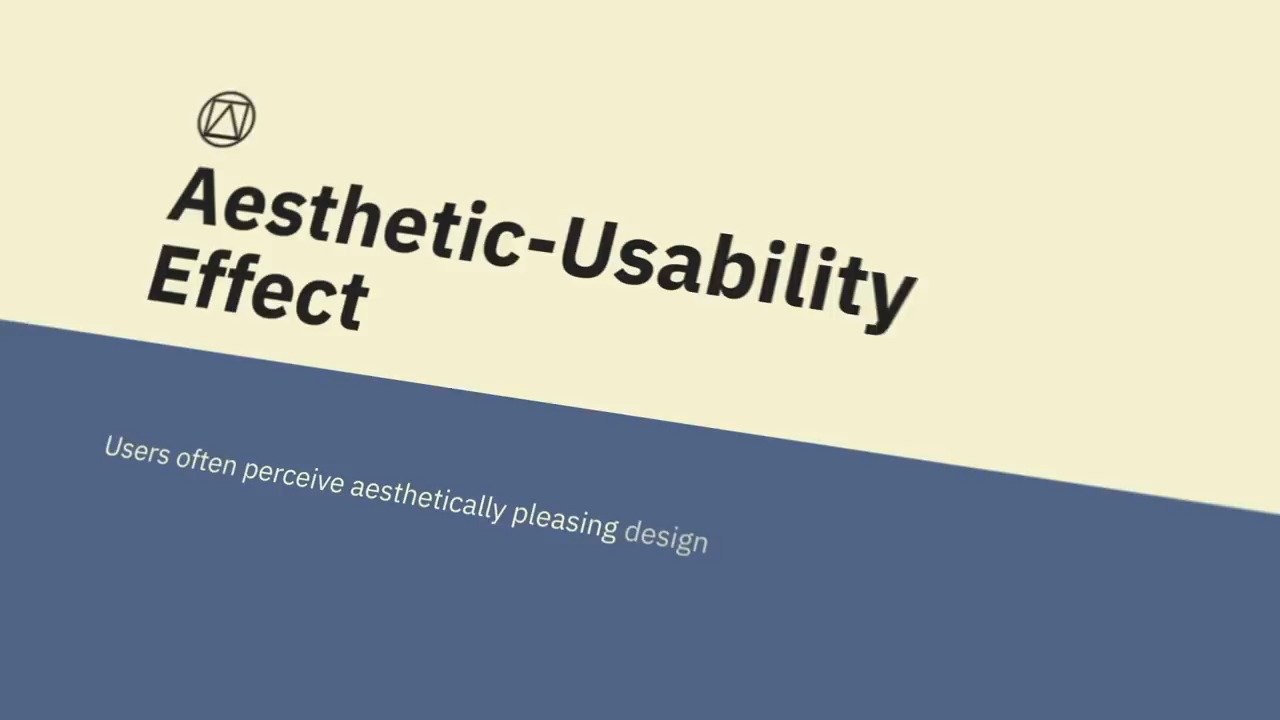 Aesthetic-Usability
Effect
Users often perceive aesthetically pleasing design